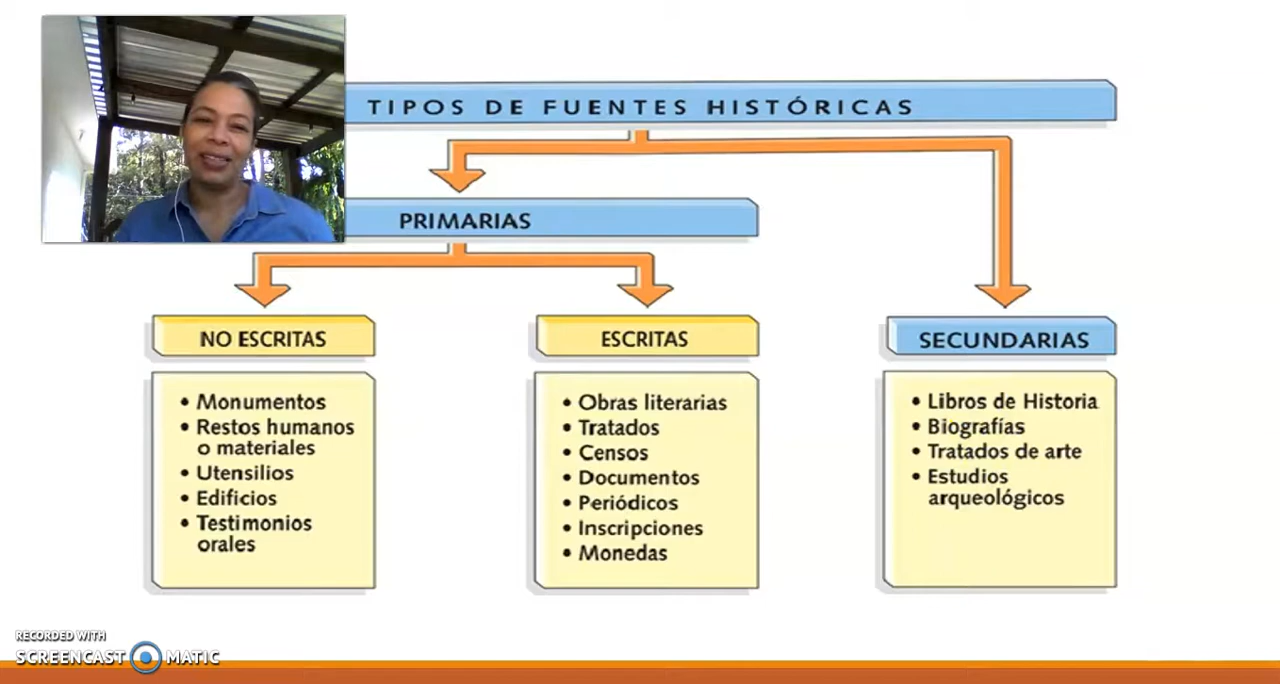 TIPOS DE FUENTES HISTÓRICAS
PRIMARIAS
NO ESCRITAS
• Monumentos
• Restos humanos
o materiales
• Utensilios
• Edificios
• Testimonios
orales
ESCRITAS
• Obras literarias
• Tratados
• Censos
• Documentos
• Periódicos
• Inscripciones
• Monedas
SECUNDARIAS
• Libros de Historia
• Biografías
• Tratados de arte
• Estudios
arqueológicos
RECORDED WITH
SCREENCAST MATIC